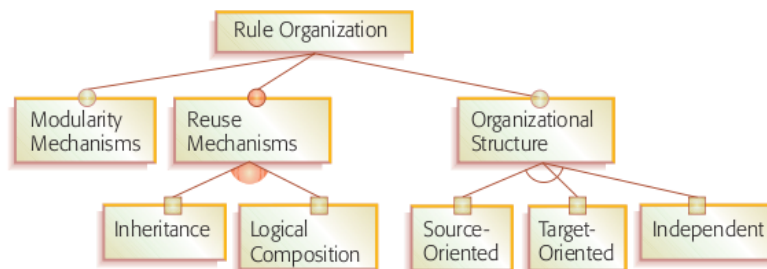 Rule Organization
Modularity
Mechanisms
Reuse
Mechanisms
Organizational
Structure
Inheritance
Logical
Composition
Source-
Oriented
Target-
Oriented
Independent